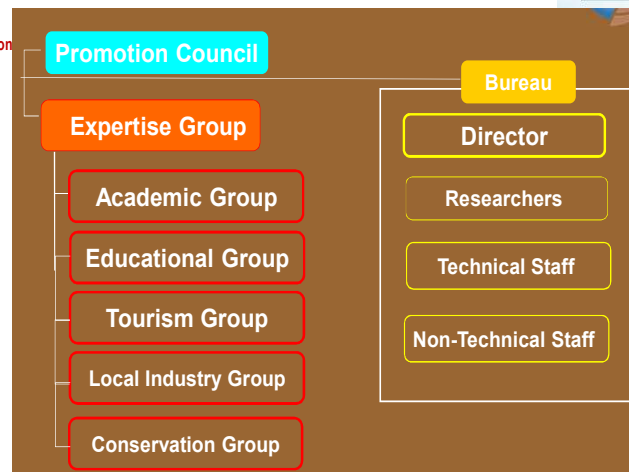 on
Promotion Council
Bureau
Expertise Group
Director
Academic Group
Researchers
Educational Group
Technical Staff
Tourism Group
Non-Technical Staff
Local Industry Group
Conservation Group